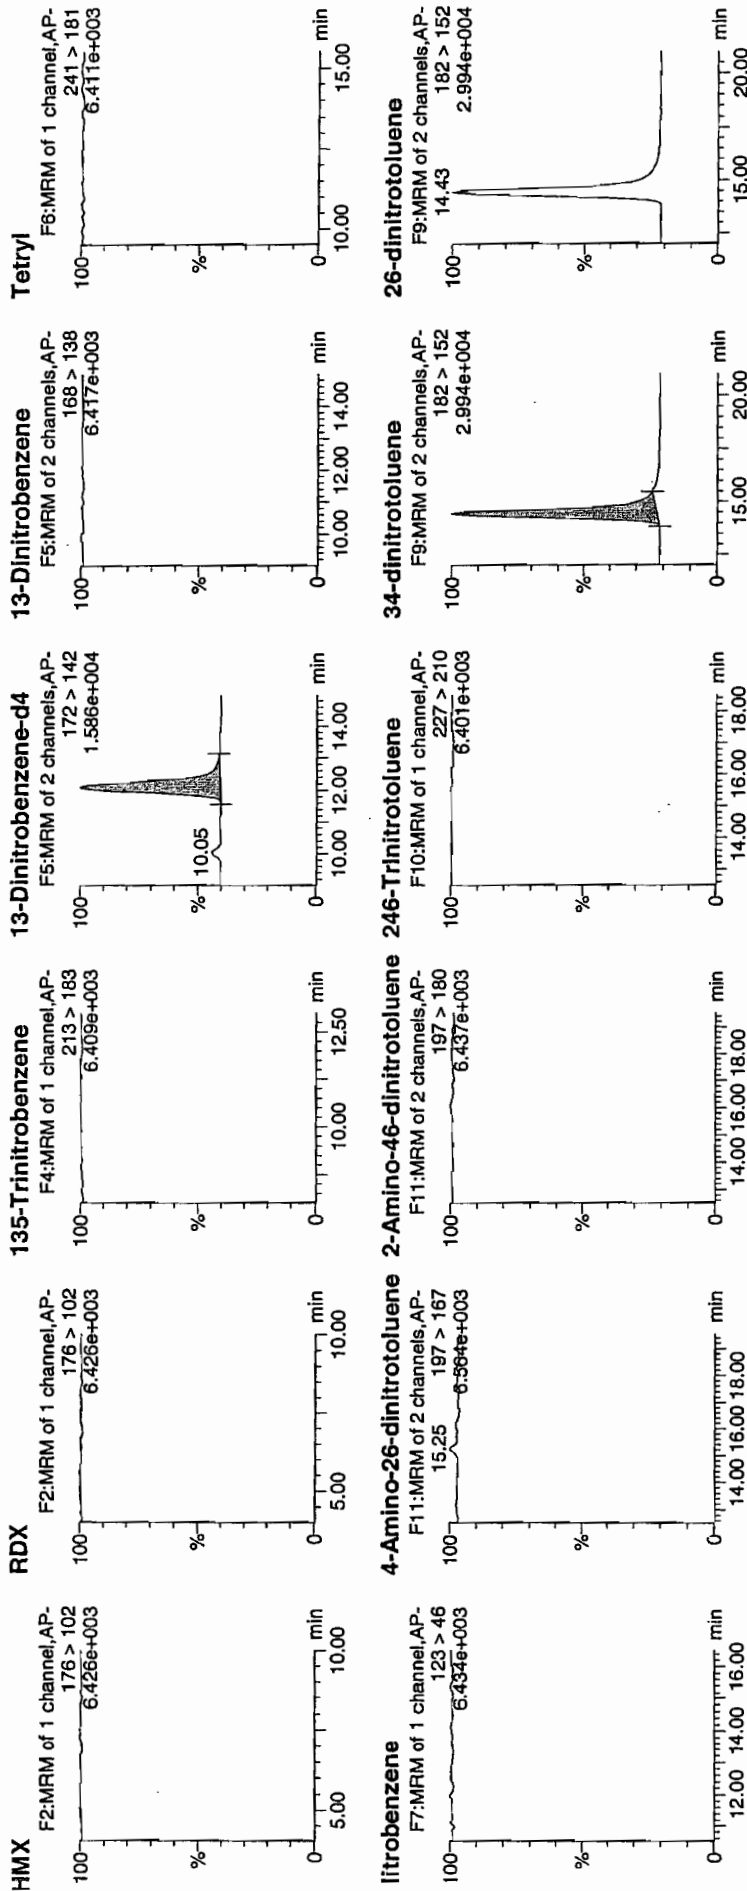 HMX
F2:MRM of 1 channel,AP-
176 > 102
6.426e+003
100
%
0
5.00
10.00
min
RDX
F2:MRM of 1 channel,AP-
176 > 102
6.426e+003
100
%
0
5.00
10.00
min
135-Trinitrobenzene
F4:MRM of 1 channel,AP-
213 > 183
6.409e+003
100
%
0
10.00
12.50
min
13-Dinitrobenzene-d4
F5:MRM of 2 channels,AP-
172 > 142
1.586e+004
100
10.05
%
0
10.00
12.00
14.00
min
13-Dinitrobenzene
F5:MRM of 2 channels,AP-
168 > 138
6.417e+003
100
%
0
10.00
12.00
14.00
min
Tetryl
F6:MRM of 1 channel,AP-
241 > 181
6.411e+003
100
%
0
10.00
15.00
min
litrobenzene
F7:MRM of 1 channel,AP-
123 > 46
6.434e+003
100
%
0
12.00
14.00
16.00
min
4-Amino-26-dinitrotoluene
F11:MRM of 2 channels,AP-
15.25
197 > 167
6.564e+003
100
%
0
14.00
16.00
18.00
min
2-Amino-46-dinitrotoluene
F11:MRM of 2 channels,AP-
197 > 180
6.437e+003
100
%
0
14.00
16.00
18.00
min
246-Trinitrotoluene
F10:MRM of 1 channel,AP-
227 > 210
6.401e+003
100
%
0
14.00
16.00
18.00
min
34-dinitrotoluene
F9:MRM of 2 channels,AP-
182 > 152
2.994e+004
100
%
0
15.00
20.00
min
26-dinitrotoluene
F9:MRM of 2 channels,AP-
14.43
182 > 152
2.994e+004
100
%
0
15.00
20.00
min